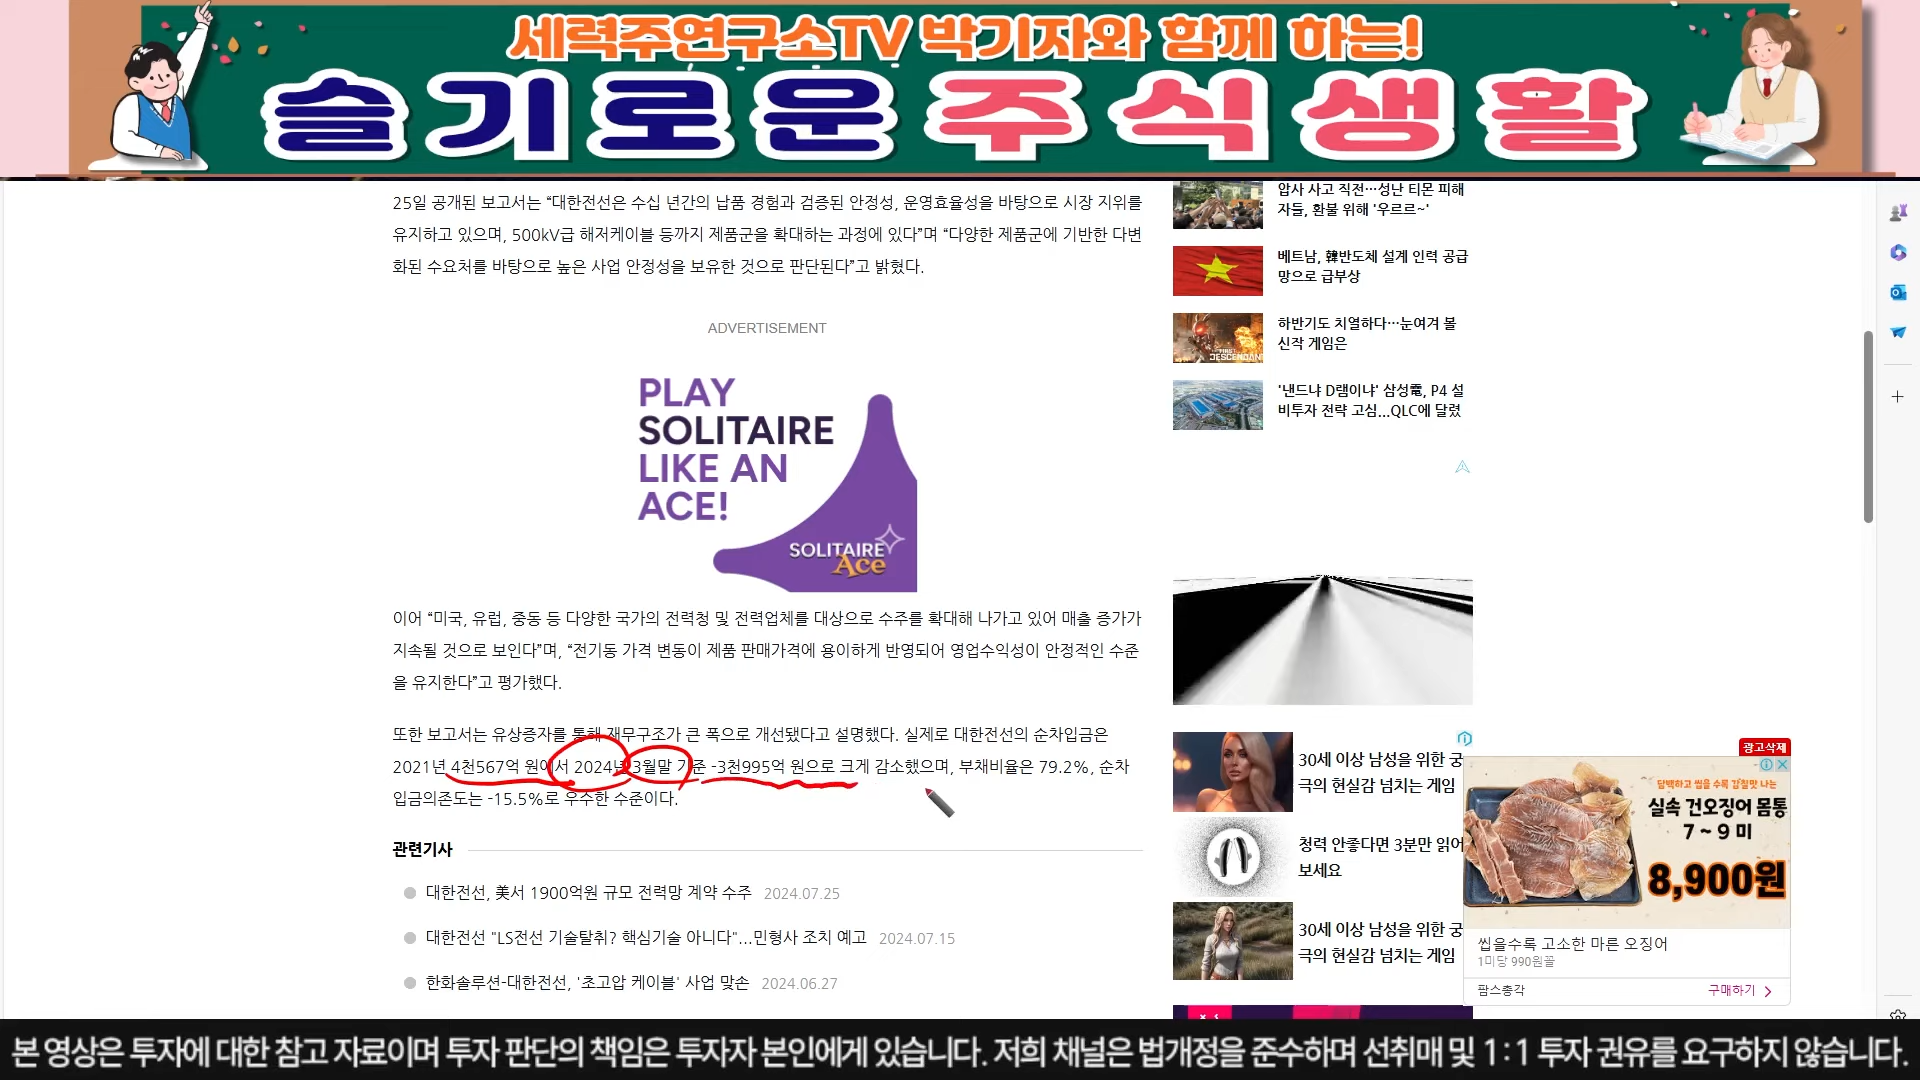 세력주연구소TV 박기자와 함께 하는!
슬기로운 주식생활
25일 공개된 보고서는 “대한전선은 수십 년간의 납품 경험과 검증된 안정성, 운영효율성을 바탕으로 시장 지위를
유지하고 있으며, 500kV급 해저케이블 등까지 제품군을 확대하는 과정에 있다”며 “다양한 제품군에 기반한 다변
화된 수요처를 바탕으로 높은 사업 안정성을 보유한 것으로 판단된다”고 밝혔다.
ADVERTISEMENT
PLAY
SOLITAIRE
LIKE AN
ACE!
SOLITAIRE
Ace
이어 “미국, 유럽, 중동 등 다양한 국가의 전력청 및 전력업체를 대상으로 수주를 확대해 나가고 있어 매출 증가가
지속될 것으로 보인다”며, “전기동 가격 변동이 제품 판매가격에 용이하게 반영되어 영업수익성이 안정적인 수준
을 유지한다”고 평가했다.
또한 보고서는 유상증자를 통해 재무구조가 큰 폭으로 개선됐다고 설명했다. 실제로 대한전선의 순차입금은
2021년 4천567억 원에서 2024년 3월말 기준 -3천995억 원으로 크게 감소했으며, 부채비율은 79.2%, 순차
입금의존도는 -15.5%로 우수한 수준이다.
관련기사
대한전선, 美서 1900억원 규모 전력망 계약 수주 2024.07.25
대한전선 "LS전선 기술탈취? 핵심기술 아니다"...민형사 조치 예고 2024.07.15
한화솔루션-대한전선, '초고압 케이블' 사업 맞손 2024.06.27
압사 사고 직전…성난 티몬 피해
자들, 환불 위해 '우르르~'
베트남, 韓반도체 설계 인력 공급
망으로 급부상
하반기도 치열하다…눈여겨 볼
신작 게임은
THE FIRST
DESCENDANT
'낸드냐 D램이냐' 삼성電, P4 설
비투자 전략 고심...QLC에 달렸
30세 이상 남성을 위한 궁
극의 현실감 넘치는 게임
청력 안좋다면 3분만 읽어
보세요
30세 이상 남성을 위한 궁
극의 현실감 넘치는 게임
광고삭제
담백하고 씹을 수록 감칠맛 나는
실속 건오징어 몸통
7~9미
8,900원
씹을수록 고소한 마른 오징어
1미당 990원꼴
팜스총각
구매하기
본 영상은 투자에 대한 참고 자료이며 투자 판단의 책임은 투자자 본인에게 있습니다. 저희 채널은 법개정을 준수하며 선취매 및 1:1 투자 권유를 요구하지 않습니다.